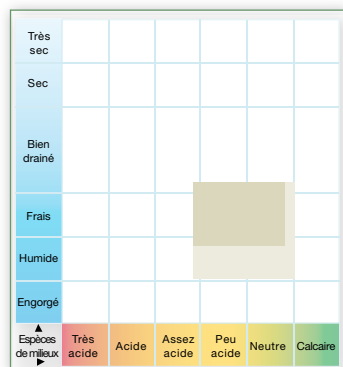 Très
sec
Sec
Bien
drainé
Frais
Humide
Engorgé
Espèces
de milieux
Très
acide
Acide
Assez
acide
Peu
acide
Neutre
Calcaire